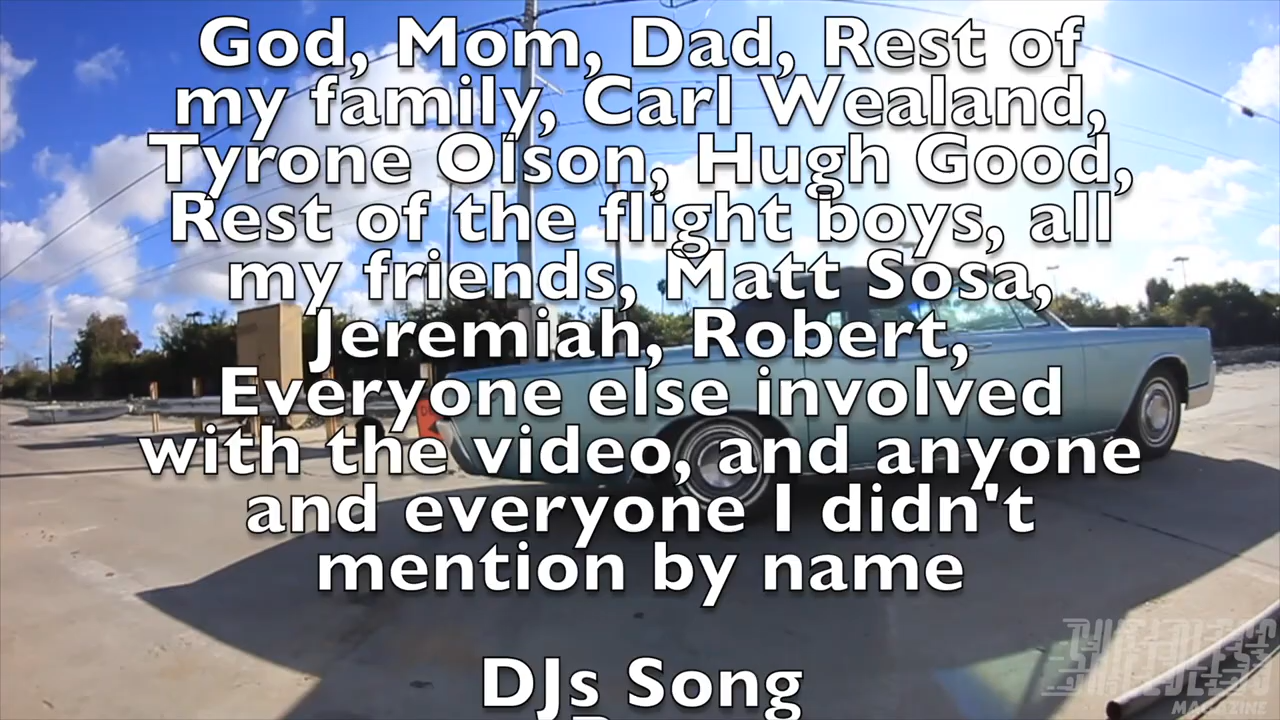 God, Mom, Dad, Rest of
my family, Carl Wealand,
Tyrone Olson, Hugh Good,
Rest of the flight boys, all
my friends, Matt Sosa,
Jeremiah, Robert,
Everyone else involved
with the video, and anyone
and everyone I didn't
mention by name
DJs Song
MAGAZINE